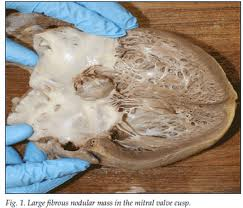 Fig. 1. Large fibrous nodular mass in the mitral valve cusp.